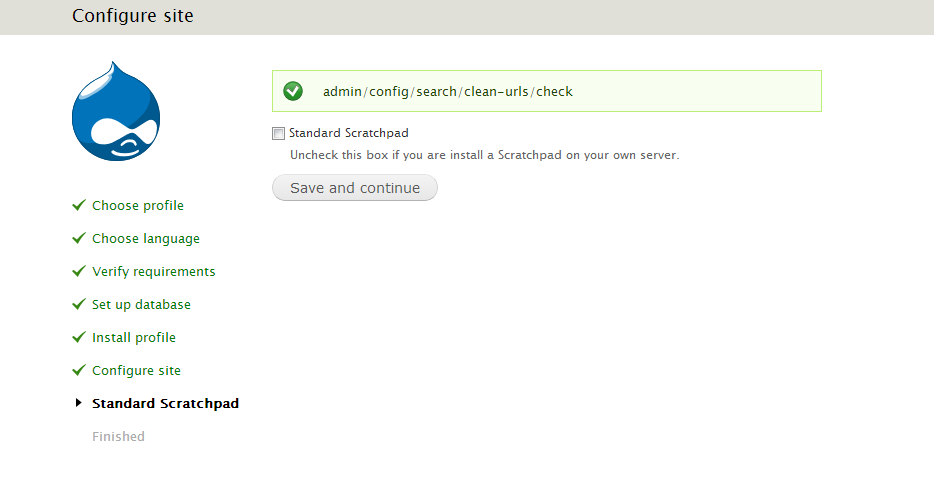 Configure site
admin/config/search/clean-urls/check
Standard Scratchpad
Uncheck this box if you are install a Scratchpad on your own server.
Save and continue
Choose profile
Choose language
Verify requirements
Set up database
Install profile
Configure site
Standard Scratchpad
Finished